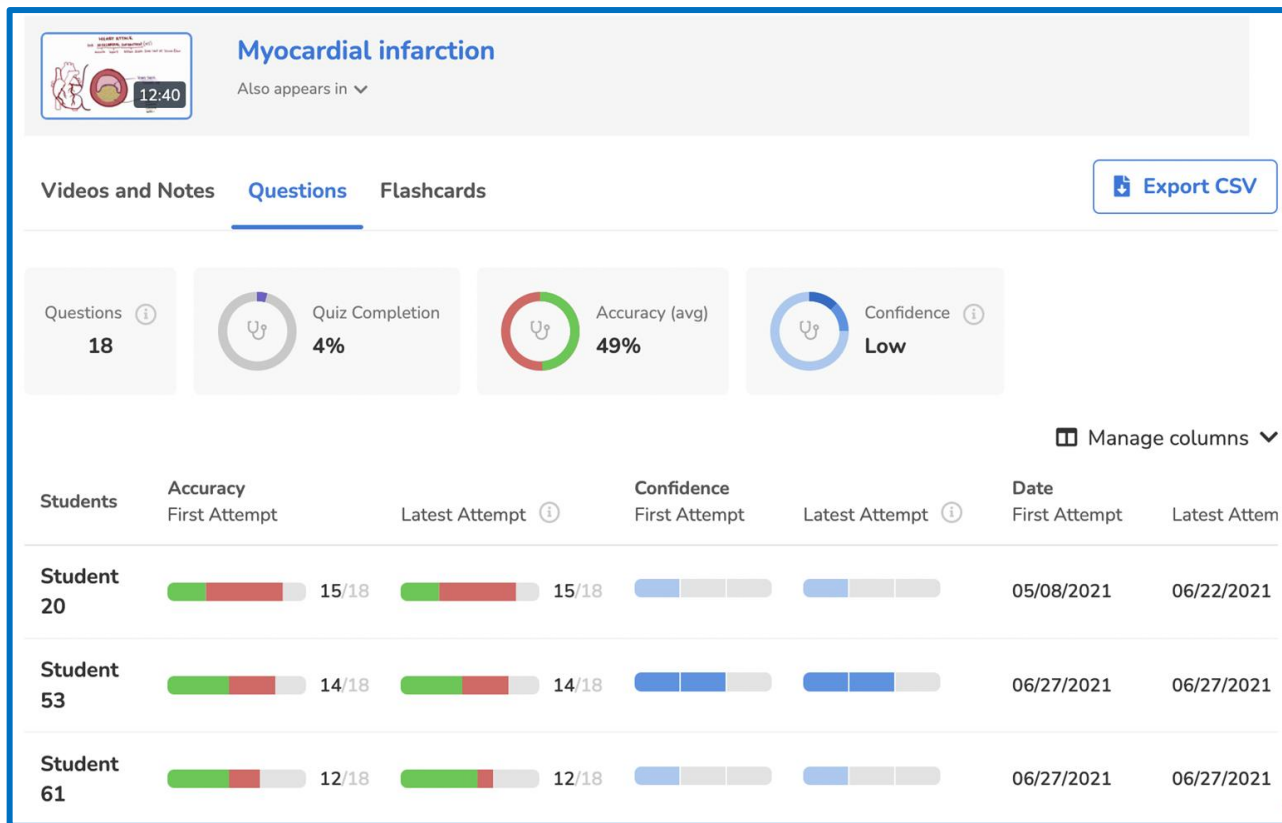 HEART ATTACK
12:40
Myocardial infarction
Also appears in
Videos and Notes Questions Flashcards Export CSV
Questions
18
Quiz Completion
4%
Accuracy (avg)
49%
Confidence
Low
Manage columns
Students Accuracy Confidence Date
First Attempt Latest Attempt First Attempt Latest Attempt First Attempt Latest Attem
Student 15/18 15/18 05/08/2021 06/22/2021
20
Student 14/18 14/18 06/27/2021 06/27/2021
53
Student 12/18 12/18 06/27/2021 06/27/2021
61